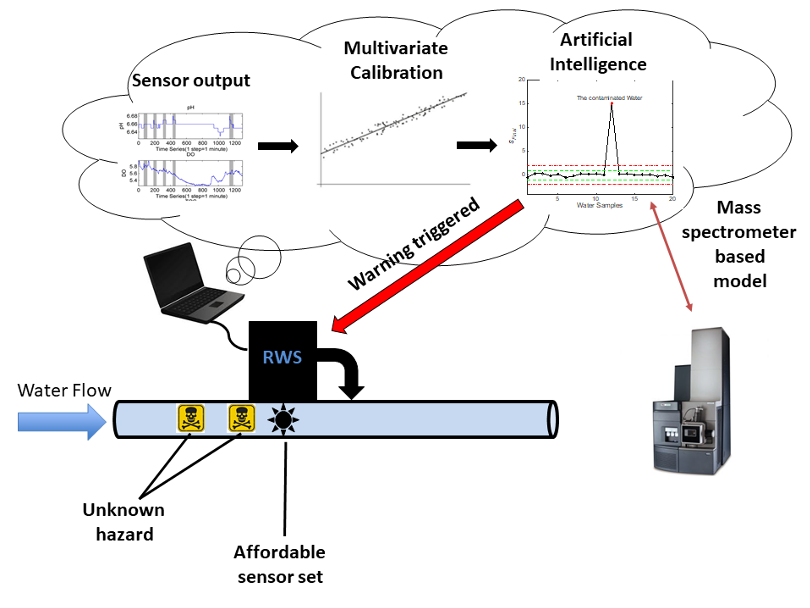 Sensor output
Multivariate
Calibration
Artificial
Intelligence
pH
pH
6.68
6.66
6.64
0 200 400 600 800 1000 1200
Time Series(1 step=1 minute)
DO
DO
5.8
5.6
5.4
0 200 400 600 800 1000 1200
Time Series(1 step=1 minute)
The contaminated Water
20
15
10
5
0
5 10 15 20
Water Samples
Warning triggered
Mass
spectrometer
based
model
RWS
Water Flow
Unknown
hazard
Affordable
sensor set